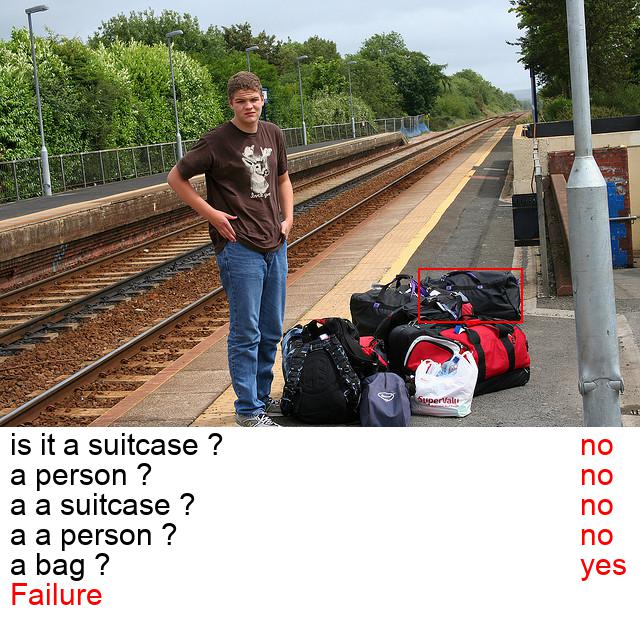 SuperValu
is it a suitcase ? no
a person ? no
a a suitcase ? no
a a person ? no
a bag ? yes
Failure